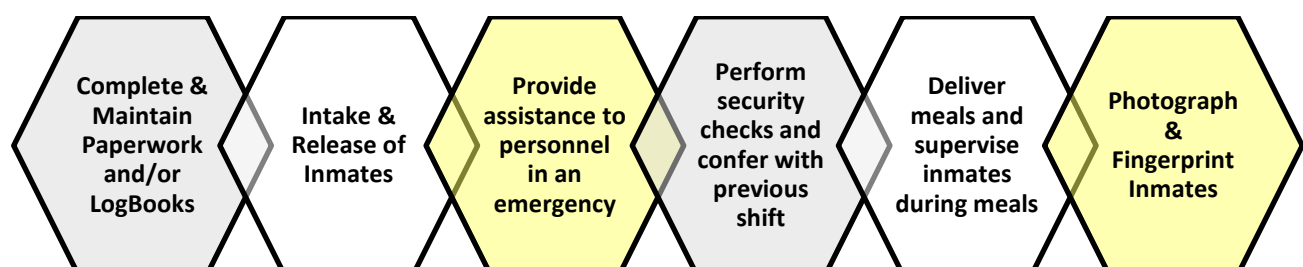 Complete &
Maintain
Paperwork
and/or
LogBooks
Intake &
Release of
Inmates
Provide
assistance to
personnel
in an
emergency
Perform
security
checks and
confer with
previous
shift
Deliver
meals and
supervise
inmates
during meals
Photograph
&
Fingerprint
Inmates